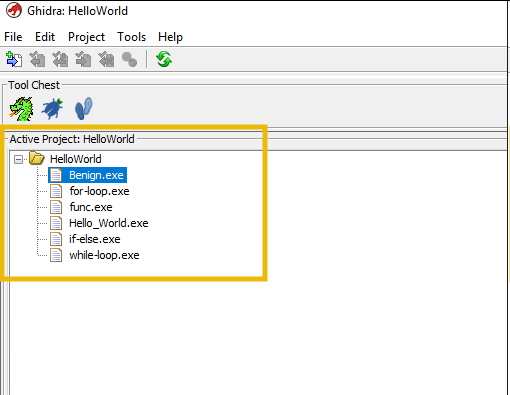 Ghidra: HelloWorld
File Edit Project Tools Help
Tool Chest
Active Project: HelloWorld
HelloWorld
Benign.exe
for-loop.exe
func.exe
Hello_World.exe
if-else.exe
while-loop.exe